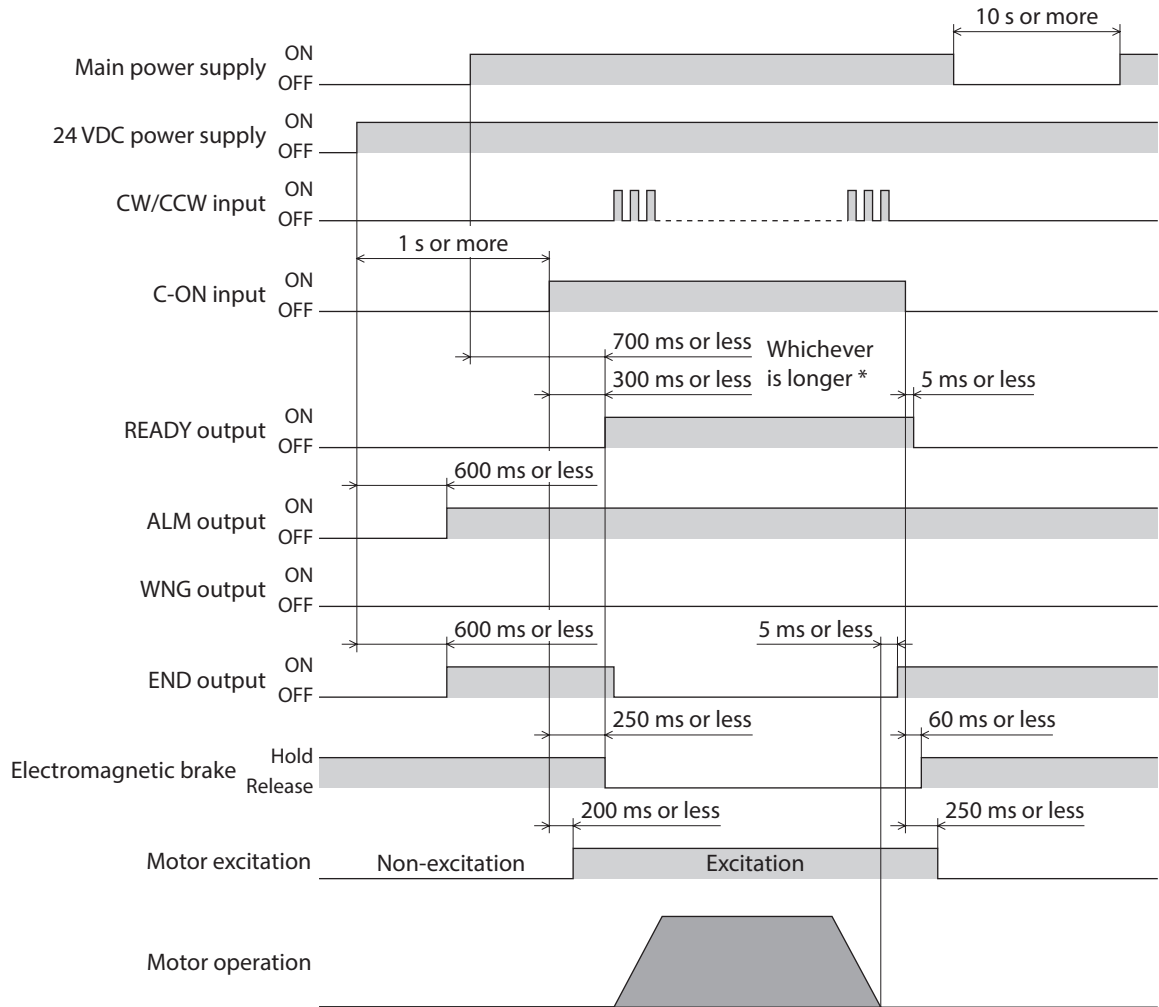 10 s or more
Main power supply
ON
OFF
24 VDC power supply
ON
OFF
CW/CCW input
ON
OFF
1 s or more
C-ON input
ON
OFF
700 ms or less
Whichever
is longer *
300 ms or less
5 ms or less
READY output
ON
OFF
600 ms or less
ALM output
ON
OFF
WNG output
ON
OFF
600 ms or less
5 ms or less
END output
ON
OFF
250 ms or less
60 ms or less
Electromagnetic brake
Hold
Release
200 ms or less
250 ms or less
Motor excitation
Non-excitation
Excitation
Motor operation